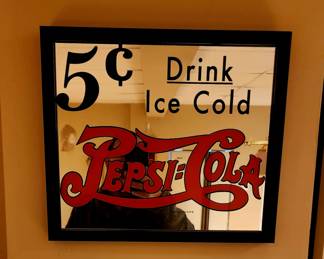 5¢ Drink
Ice Cold
PEPSI=COLA